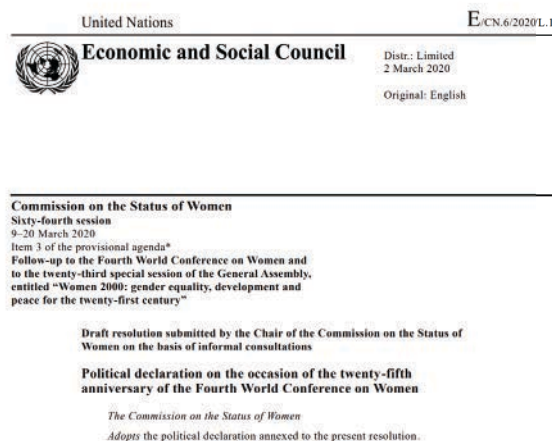 United Nations
E/CN.6/2020/L.1
Economic and Social Council
Distr.: Limited
2 March 2020
Original: English
Commission on the Status of Women
Sixty-fourth session
9–20 March 2020
Item 3 of the provisional agenda*
Follow-up to the Fourth World Conference on Women and
to the twenty-third special session of the General Assembly,
entitled “Women 2000: gender equality, development and
peace for the twenty-first century”
Draft resolution submitted by the Chair of the Commission on the Status of
Women on the basis of informal consultations
Political declaration on the occasion of the twenty-fifth
anniversary of the Fourth World Conference on Women
The Commission on the Status of Women
Adopts the political declaration annexed to the present resolution.